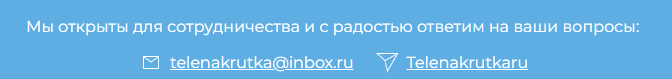 Мы открыты для сотрудничества и с радостью ответим на ваши вопросы:
telenakrutka@inbox.ru Telenakrutkaru